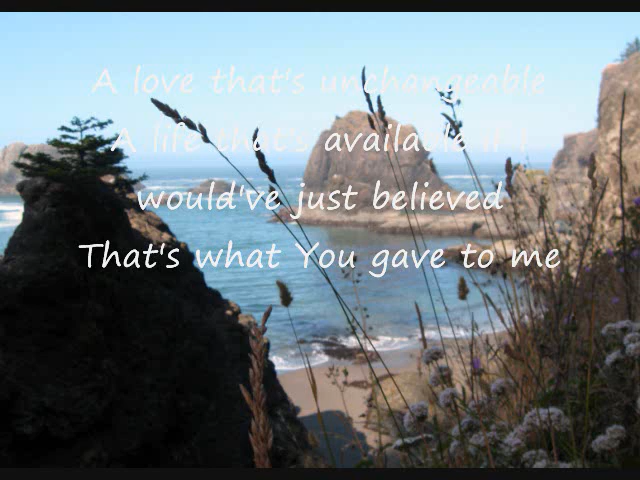 A love that's unchangeable
A life that's available if I
would've just believed
That's what You gave to me